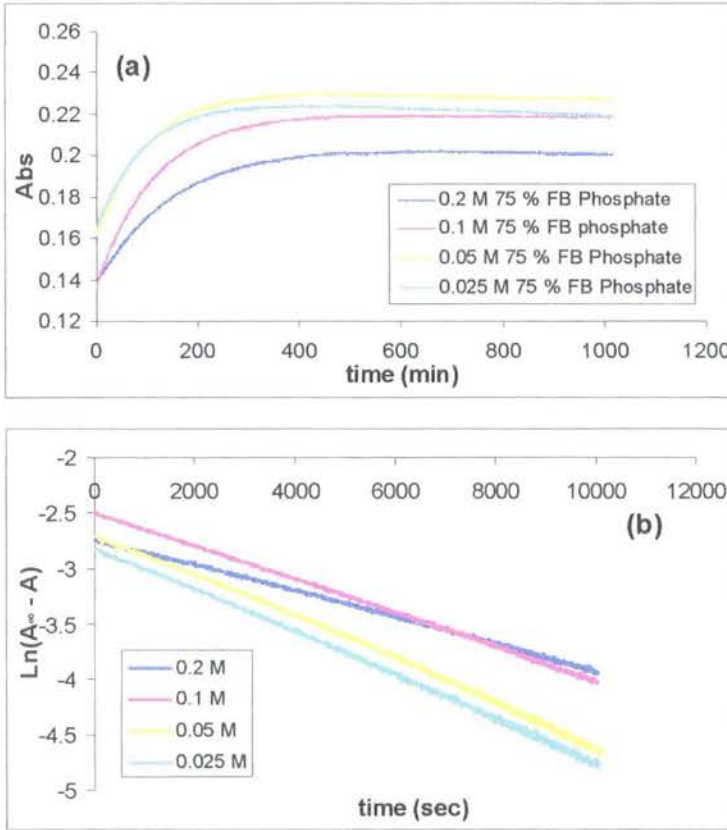 0.26
0.24
0.22
0.2
0.18
0.16
0.14
0.12
Abs
(a)
0.2 M 75 % FB Phosphate
0.1 M 75 % FB phosphate
0.05 M 75 % FB Phosphate
0.025 M 75 % FB Phosphate
0 200 400 600 800 1000 1200
time (min)
-2
0 2000 4000 6000 8000 10000 12000
-2.5
-3
-3.5
-4
-4.5
-5
Ln(A∞ - A)
(b)
0.2 M
0.1 M
0.05 M
0.025 M
time (sec)